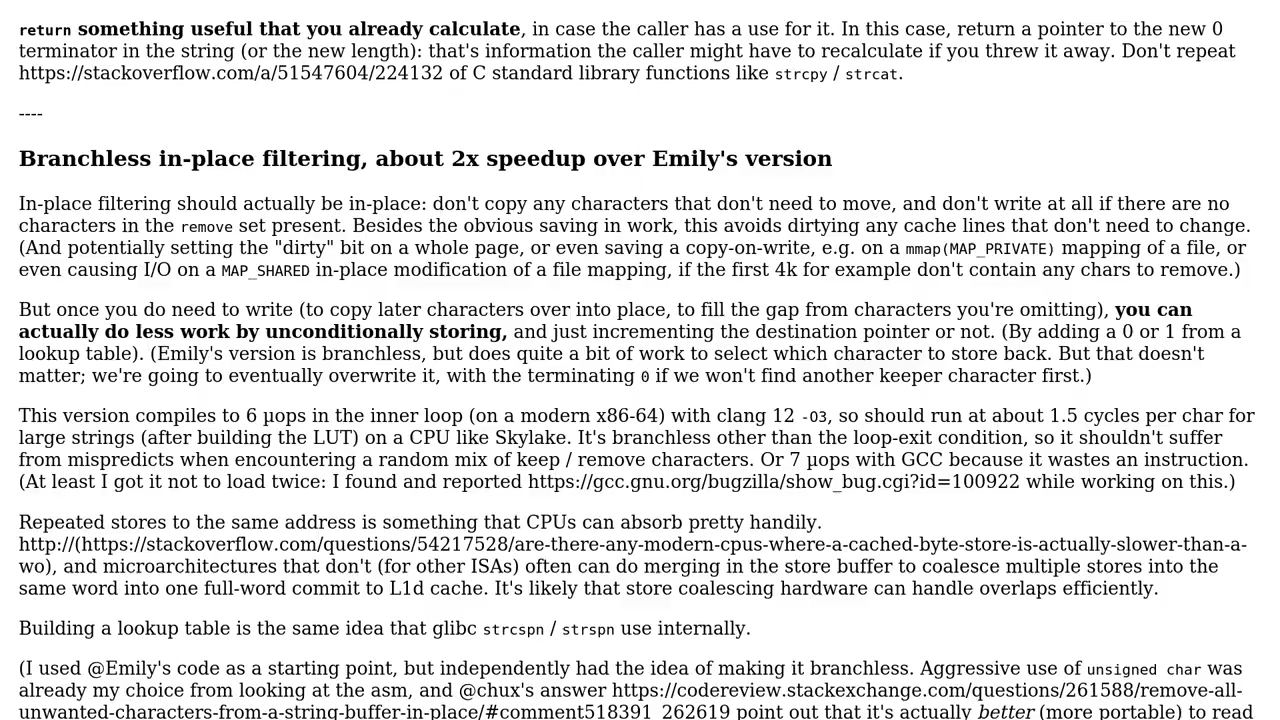 return something useful that you already calculate, in case the caller has a use for it. In this case, return a pointer to the new 0
terminator in the string (or the new length): that's information the caller might have to recalculate if you threw it away. Don't repeat
https://stackoverflow.com/a/51547604/224132 of C standard library functions like strcpy / strcat.
----
Branchless in-place filtering, about 2x speedup over Emily's version
In-place filtering should actually be in-place: don't copy any characters that don't need to move, and don't write at all if there are no
characters in the remove set present. Besides the obvious saving in work, this avoids dirtying any cache lines that don't need to change.
(And potentially setting the "dirty" bit on a whole page, or even saving a copy-on-write, e.g. on a mmap(MAP_PRIVATE) mapping of a file, or
even causing I/O on a MAP_SHARED in-place modification of a file mapping, if the first 4k for example don't contain any chars to remove.)
But once you do need to write (to copy later characters over into place, to fill the gap from characters you're omitting), you can
actually do less work by unconditionally storing, and just incrementing the destination pointer or not. (By adding a 0 or 1 from a
lookup table). (Emily's version is branchless, but does quite a bit of work to select which character to store back. But that doesn't
matter; we're going to eventually overwrite it, with the terminating 0 if we won't find another keeper character first.)
This version compiles to 6 µops in the inner loop (on a modern x86-64) with clang 12 -O3, so should run at about 1.5 cycles per char for
large strings (after building the LUT) on a CPU like Skylake. It's branchless other than the loop-exit condition, so it shouldn't suffer
from mispredicts when encountering a random mix of keep / remove characters. Or 7 µops with GCC because it wastes an instruction.
(At least I got it not to load twice: I found and reported https://gcc.gnu.org/bugzilla/show_bug.cgi?id=100922 while working on this.)
Repeated stores to the same address is something that CPUs can absorb pretty handily.
http://(https://stackoverflow.com/questions/54217528/are-there-any-modern-cpus-where-a-cached-byte-store-is-actually-slower-than-a-
wo), and microarchitectures that don't (for other ISAs) often can do merging in the store buffer to coalesce multiple stores into the
same word into one full-word commit to L1d cache. It's likely that store coalescing hardware can handle overlaps efficiently.
Building a lookup table is the same idea that glibc strcspn / strspn use internally.
(I used @Emily's code as a starting point, but independently had the idea of making it branchless. Aggressive use of unsigned char was
already my choice from looking at the asm, and @chux's answer https://codereview.stackexchange.com/questions/261588/remove-all-
unwanted-characters-from-a-string-buffer-in-place/#comment518391_262619 point out that it's actually better (more portable) to read